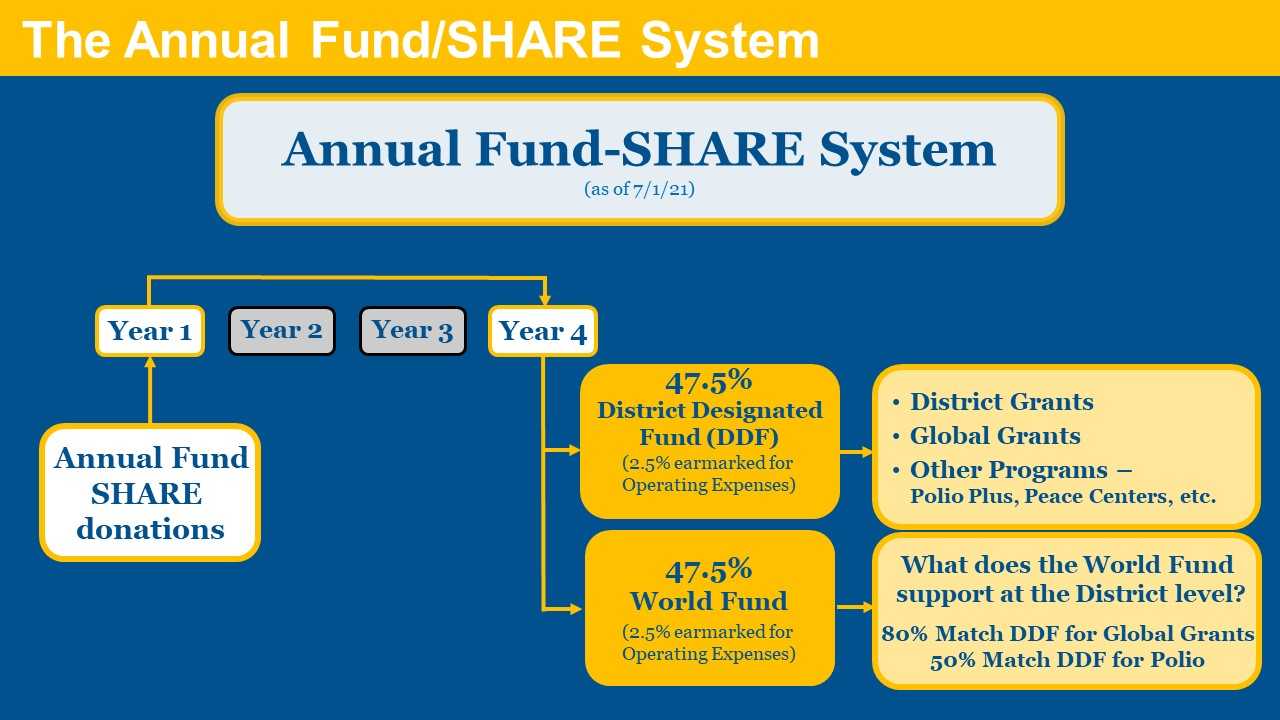 The Annual Fund/SHARE System
Annual Fund-SHARE System
(as of 7/1/21)
Year 1
Year 2
Year 3
Year 4
Annual Fund
SHARE
donations
47.5%
District Designated
Fund (DDF)
(2.5% earmarked for
Operating Expenses)
• District Grants
• Global Grants
• Other Programs –
Polio Plus, Peace Centers, etc.
47.5%
World Fund
(2.5% earmarked for
Operating Expenses)
What does the World Fund
support at the District level?
80% Match DDF for Global Grants
50% Match DDF for Polio